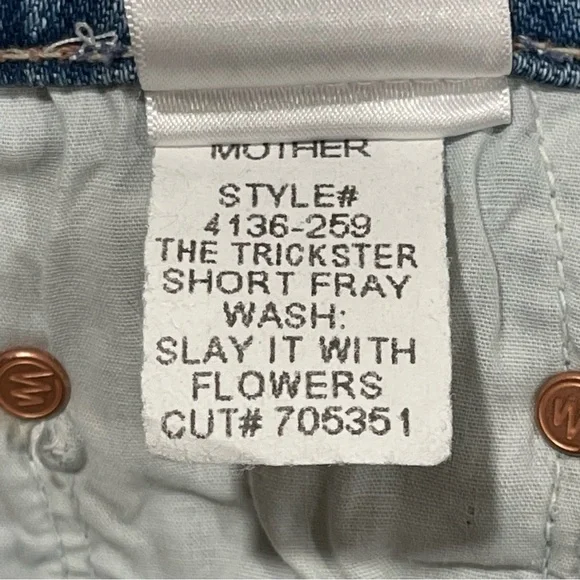 MOTHER
STYLE#
4136-259
THE TRICKSTER
SHORT FRAY
WASH:
SLAY IT WITH
FLOWERS
CUT# 705351